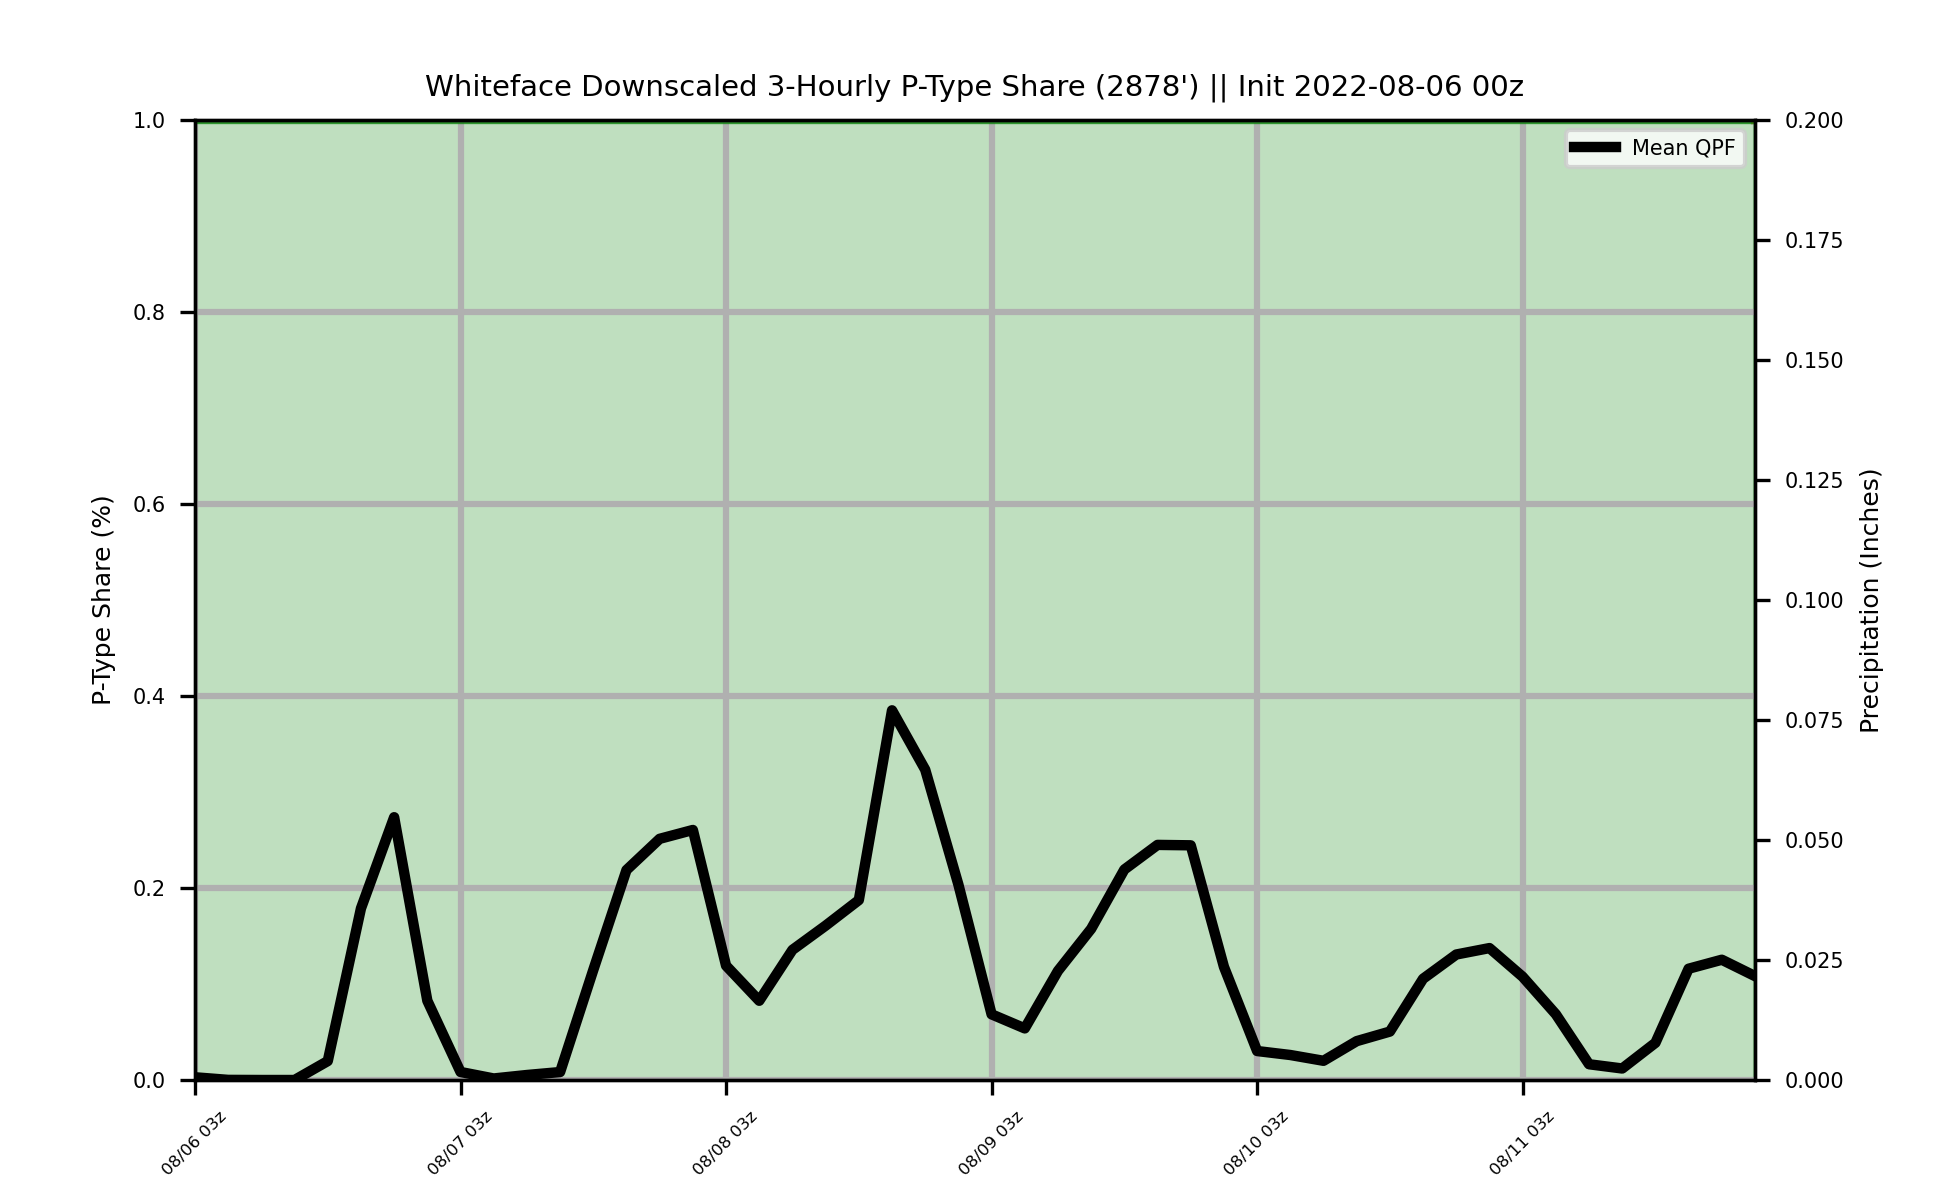 Whiteface Downscaled 3-Hourly P-Type Share (2878') || Init 2022-08-06 00z
Mean QPF
P-Type Share (%)
1.0
0.8
0.6
0.4
0.2
0.0
0.200
0.175
0.150
0.125
0.100
0.075
0.050
0.025
0.000
Precipitation (Inches)
08/06 03z
08/07 03z
08/08 03z
08/09 03z
08/10 03z
08/11 03z